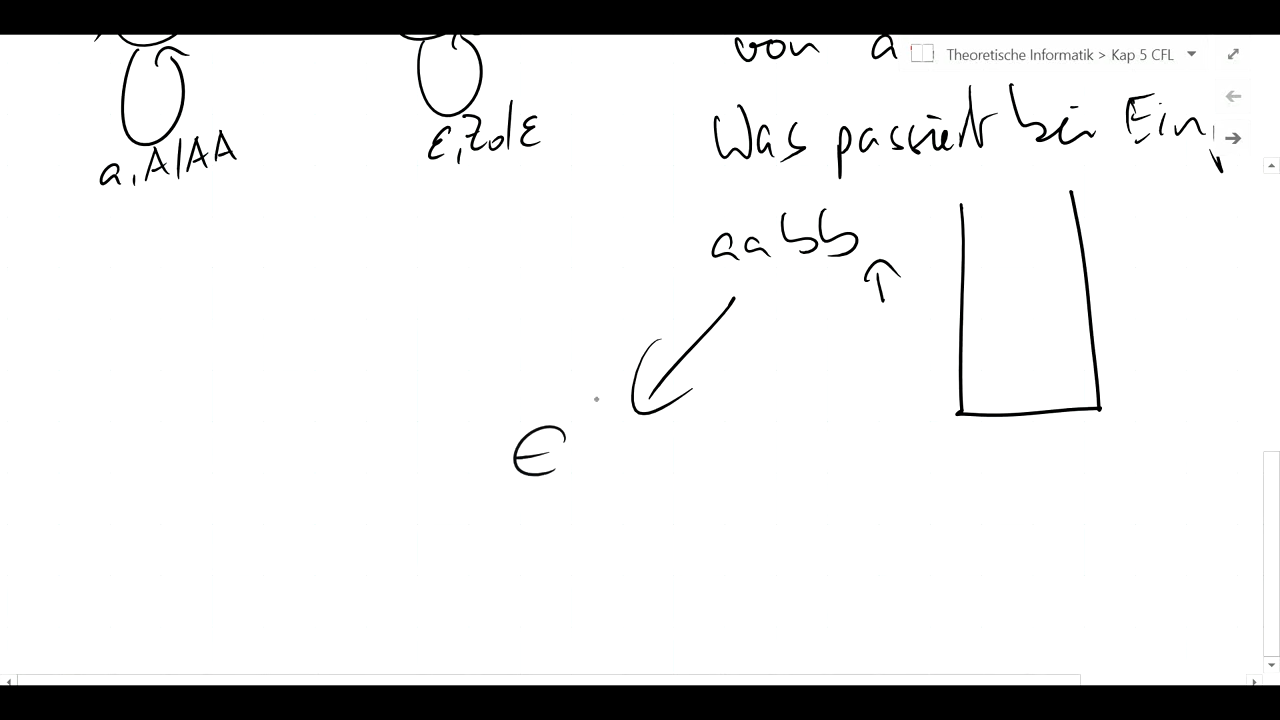 von a
Theoretische Informatik > Kap 5 CFL
Was passiert bei Ein
a, A/AA
ε, Z0/ε
aabb
ϵ